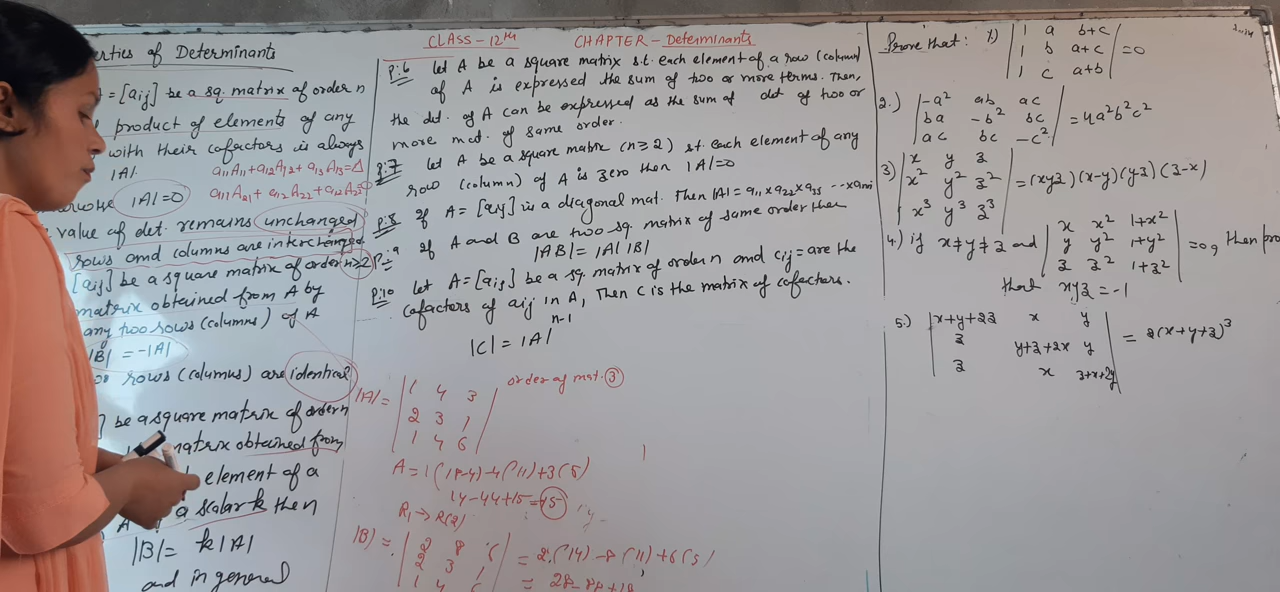 rties of Determinants
= [aij] be a sq. matrix of order n
product of elements of any
with their cofactors is always
|A|.
a11A11+a12A12+a13A13=Δ
a11A21+a12A22+a12A23=0
|A|=0
value of det. remains unchanged
rows and columns are interchanged
[aij] be a square matrix of order n≥2
matrix obtained from A by
any two rows (columns) of A
|B| = -|A|
rows (columns) are identical
] be a square matrix of order n
matrix obtained from
element of a
a scalar k then
|B| = k|A|
and in general
CLASS-12th CHAPTER-Determinants
P:6 let A be a square matrix s.t. each element of a row (column)
of A is expressed the sum of two or more terms. Then,
the det. of A can be expressed as the sum of det of two or
more mat. of same order.
P:7 let A be a square matrix (n≥2) s.t. each element of any
row (column) of A is zero then |A|=0
P:8 If A = [aij] is a diagonal mat. Then |A| = a11 x a22 x a33 ... x ann
P:9 If A and B are two sq. matrix of same order then
|AB| = |A| |B|
P:10 let A = [aij] be a sq. matrix of order n and cij = are the
cofactors of aij in A, Then C is the matrix of cofactors.
|C| = |A|^n-1
|A| = | 1 4 3 | order of mat. 3
2 3 1
1 4 6
A = 1(18-4)-4(11)+3(5)
14-44+15=-15
R1→R(2)
|B| = | 2 8 6 | = 2(14)-8(11)+6(5)
2 3 1
1 4 6
= 28-88+
Prove that: 1) | 1 a b+c |
1 b a+c = 0
1 c a+b
2.) | -a² ab ac |
ba -b² bc = 4a²b²c²
ac bc -c²
3) | x y z |
x² y² z² = (xyz)(x-y)(yz)(z-x)
x³ y³ z³
4.) if x≠y≠z and | x x² 1+x² |
y y² 1+y² = 0, then pro
z z² 1+z²
that xyz = -1
5.) | x+y+2z x y |
z y+z+2x y = 2(x+y+z)³
z x z+x+2y